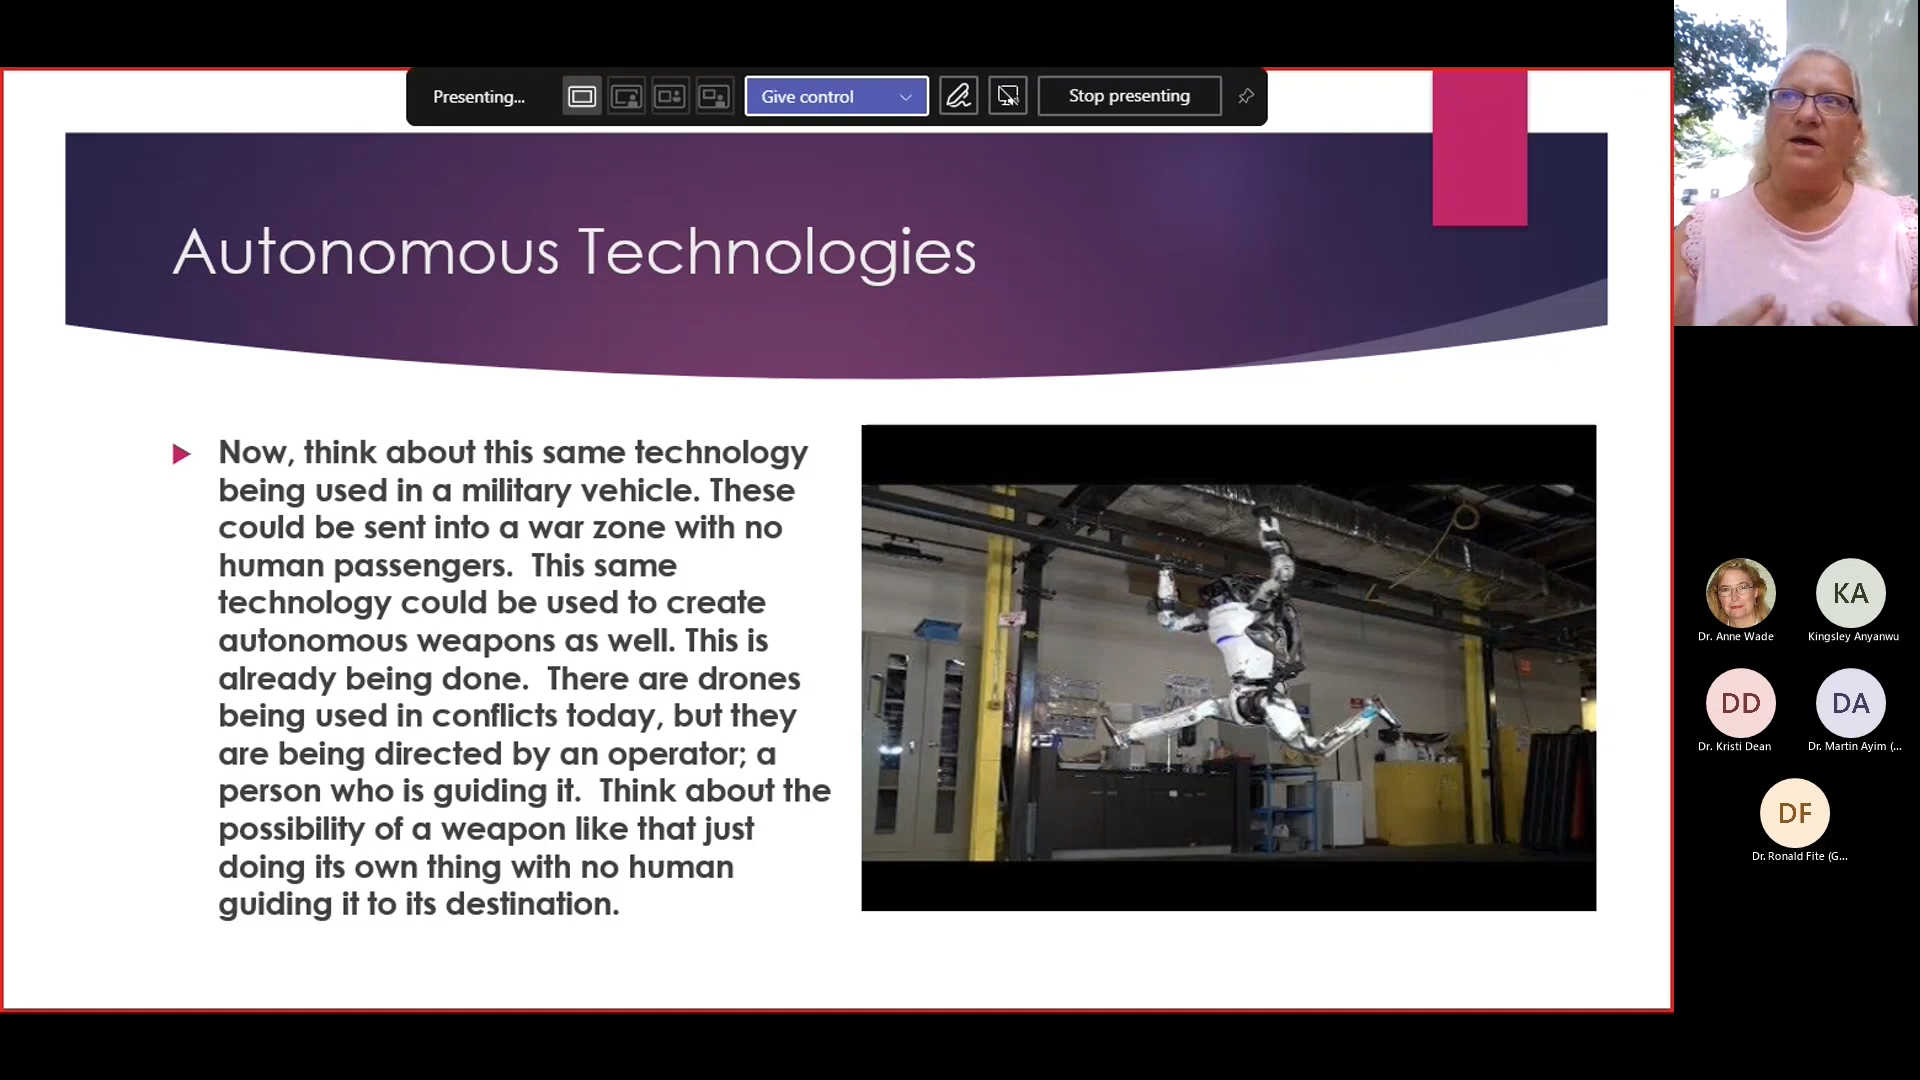 Presenting...
Give control
Stop presenting
Autonomous Technologies
Now, think about this same technology
being used in a military vehicle. These
could be sent into a war zone with no
human passengers.  This same
technology could be used to create
autonomous weapons as well. This is
already being done.  There are drones
being used in conflicts today, but they
are being directed by an operator; a
person who is guiding it.  Think about the
possibility of a weapon like that just
doing its own thing with no human
guiding it to its destination.
KA
Dr. Anne Wade
Kingsley Anyanwu
DD
DA
Dr. Kristi Dean
Dr. Martin Ayim (...
DF
Dr. Ronald Fite (G...